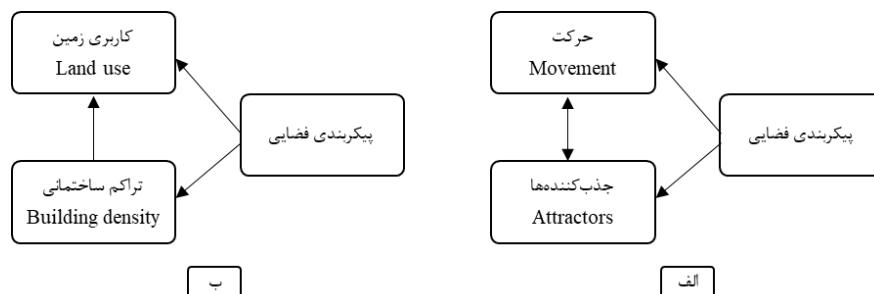 حرکت
Movement
پیکربندی فضایی
جذب‌کننده‌ها
Attractors
الف
کاربری زمین
Land use
پیکربندی فضایی
تراکم ساختمانی
Building density
ب